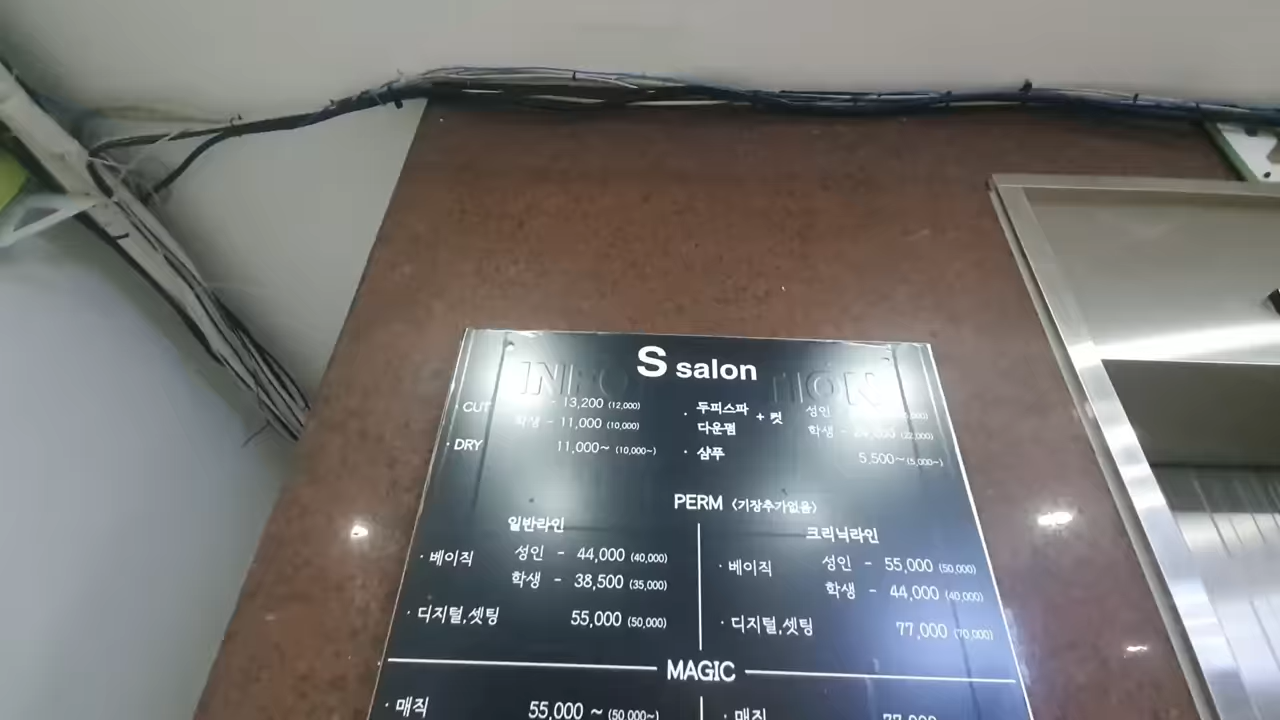 S salon
· CUT - 13,200 (12,000)
학생 - 11,000 (10,000)
· DRY 11,000~ (10,000~)
· 두피스파 + 컷 성인
다운펌 학생 -
· 샴푸 5,500~(5,000~)
PERM (기장추가없음)
일반라인
· 베이직 성인 - 44,000 (40,000)
학생 - 38,500 (35,000)
· 디지털,셋팅 55,000 (50,000)
크리닉라인
· 베이직 성인 - 55,000 (50,000)
학생 - 44,000 (40,000)
· 디지털,셋팅 77,000 (70,000)
MAGIC
· 매직 55,000 ~ (50,000~)
· 매직 77,000